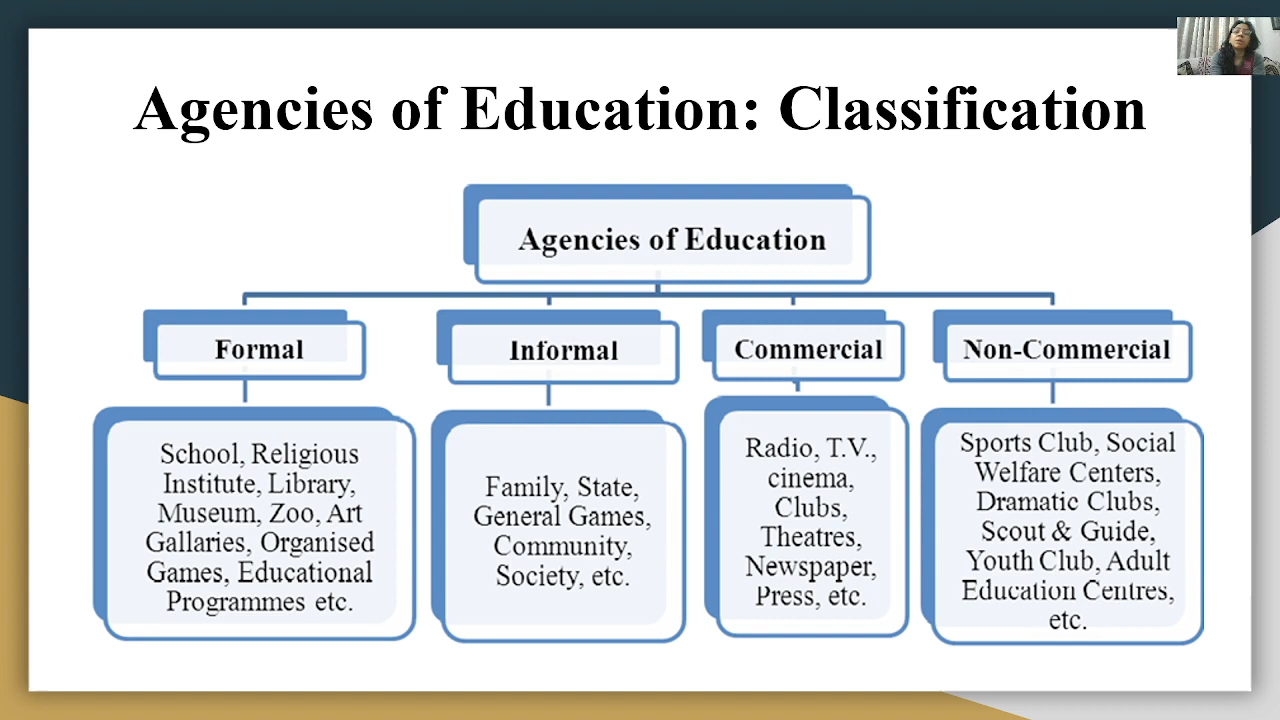 Agencies of Education: Classification
Agencies of Education
Formal
Informal
Commercial
Non-Commercial
School, Religious
Institute, Library,
Museum, Zoo, Art
Gallaries, Organised
Games, Educational
Programmes etc.
Family, State,
General Games,
Community,
Society, etc.
Radio, T.V.,
cinema,
Clubs,
Theatres,
Newspaper,
Press, etc.
Sports Club, Social
Welfare Centers,
Dramatic Clubs,
Scout & Guide,
Youth Club, Adult
Education Centres,
etc.